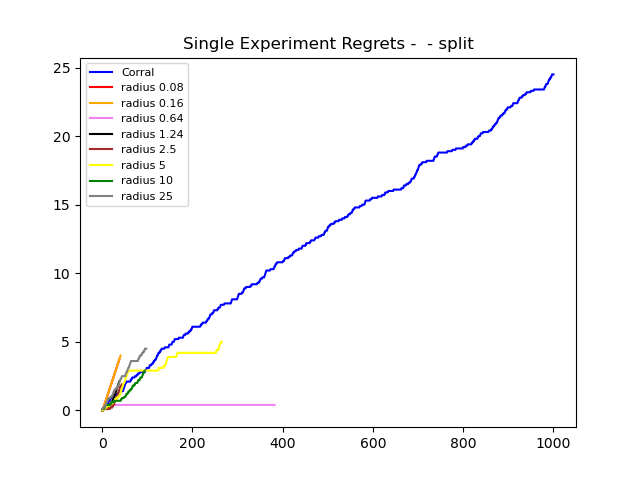 Single Experiment Regrets -  - split
25
20
15
10
5
0
Corral
radius 0.08
radius 0.16
radius 0.64
radius 1.24
radius 2.5
radius 5
radius 10
radius 25
0 200 400 600 800 1000